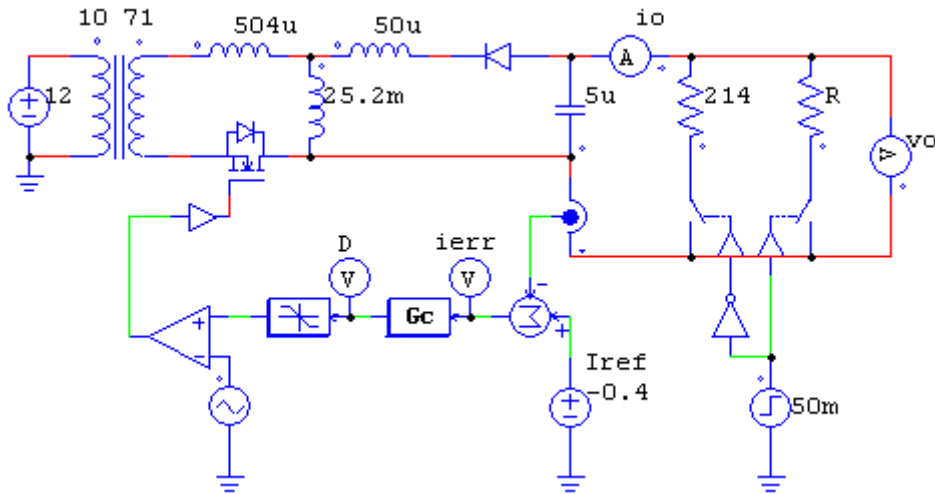 10 71
504u
50u
io
A
12
25.2m
5u
214
R
V
vo
D
ierr
V
V
Gc
Σ
-
+
+
-
Iref
-0.4
50m